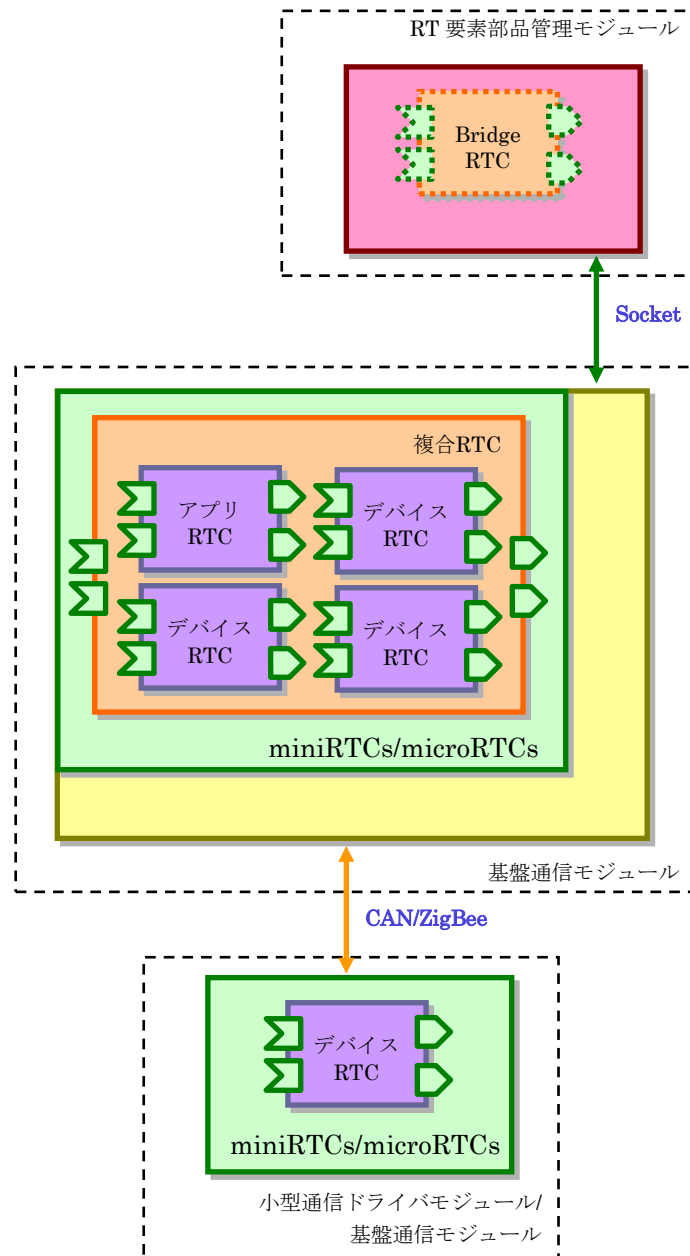 RT 要素部品管理モジュール
Bridge
RTC
Socket
複合RTC
アプリ
RTC
デバイス
RTC
デバイス
RTC
デバイス
RTC
miniRTCs/microRTCs
基盤通信モジュール
CAN/ZigBee
デバイス
RTC
miniRTCs/microRTCs
小型通信ドライバモジュール/
基盤通信モジュール